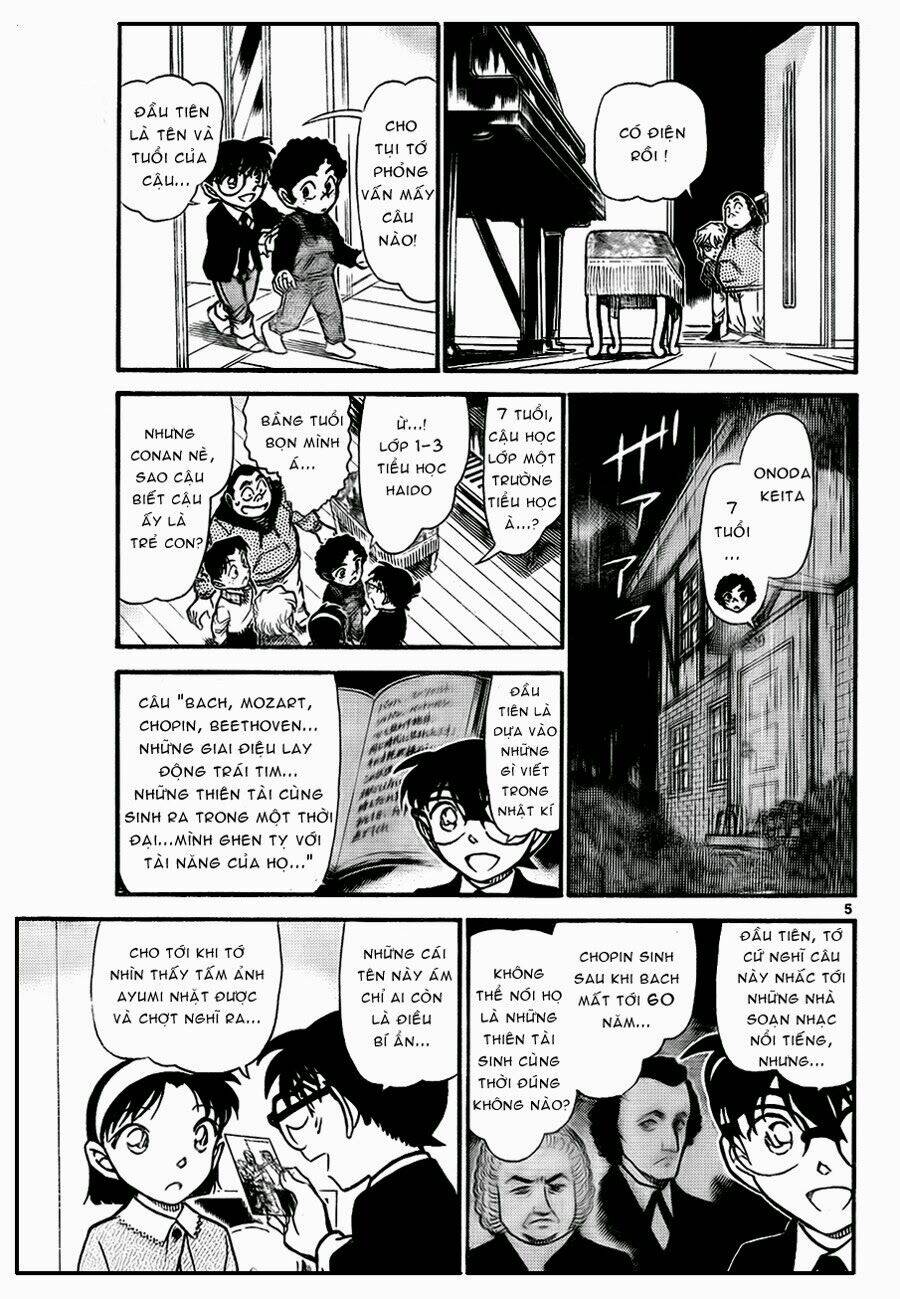 CÓ ĐIỆN
RỒI !
CHO
TỤI TỚ
PHỎNG
VẤN MẤY
CÂU
NÀO!
ĐẦU TIÊN
LÀ TÊN VÀ
TUỔI CỦA
CẬU...
ONODA
KEITA
7
TUỔI
...
ザアアア
7 TUỔI,
CẬU HỌC
LỚP MỘT
TRƯỜNG
TIỂU HỌC
À...?
Ừ...!
LỚP 1-3
TIỂU HỌC
HAIDO
BẰNG TUỔI
BỌN MÌNH
Á...
NHƯNG
CONAN NÈ,
SAO CẬU
BIẾT CẬU
ẤY LÀ
TRẺ CON?
ĐẦU
TIÊN LÀ
DỰA VÀO
NHỮNG
GÌ VIẾT
TRONG
NHẬT KÍ
CÂU "BACH, MOZART,
CHOPIN, BEETHOVEN...
NHỮNG GIAI ĐIỆU LAY
ĐỘNG TRÁI TIM...
NHỮNG THIÊN TÀI CÙNG
SINH RA TRONG MỘT THỜI
ĐẠI...MÌNH GHEN TỴ VỚI
TÀI NĂNG CỦA HỌ..."
5
ĐẦU TIÊN, TỚ
CỨ NGHĨ CÂU
NÀY NHẮC TỚI
NHỮNG NHÀ
SOẠN NHẠC
NỔI TIẾNG,
NHƯNG...
CHOPIN SINH
SAU KHI BACH
MẤT TỚI 60
NĂM...
KHÔNG
THỂ NÓI HỌ
LÀ NHỮNG
THIÊN TÀI
SINH CÙNG
THỜI ĐÚNG
KHÔNG NÀO?
NHỮNG CÁI
TÊN NÀY ÁM
CHỈ AI CÒN
LÀ ĐIỀU
BÍ ẨN...
CHO TỚI KHI TỚ
NHÌN THẤY TẤM ẢNH
AYUMI NHẶT ĐƯỢC
VÀ CHỢT NGHĨ RA...